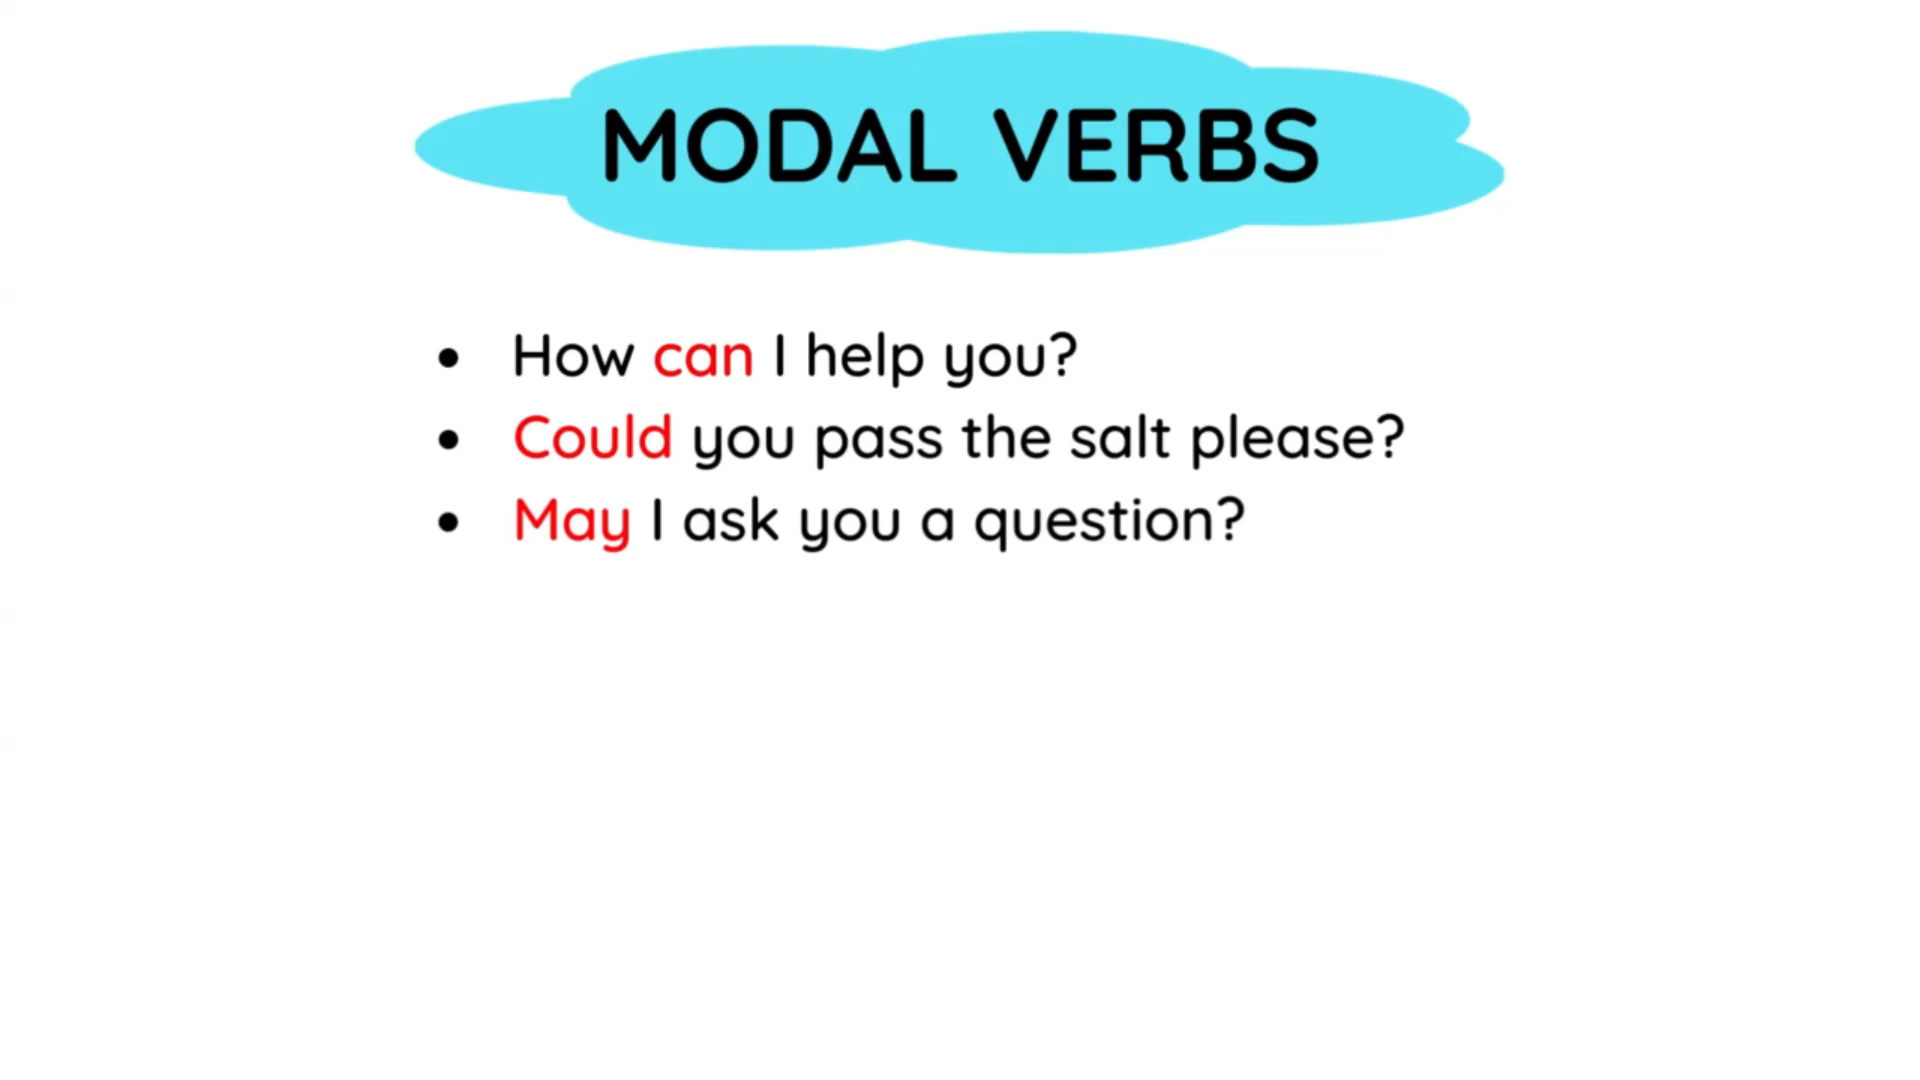 MODAL VERBS
• How can I help you?
• Could you pass the salt please?
• May I ask you a question?